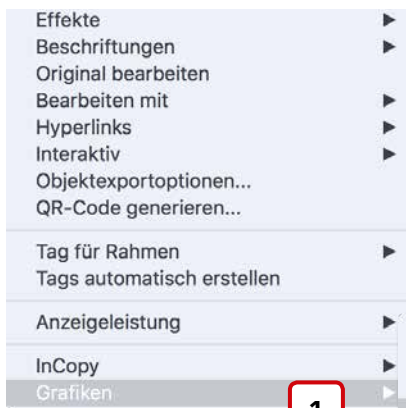 Effekte
Beschriftungen
Original bearbeiten
Bearbeiten mit
Hyperlinks
Interaktiv
Objektexportoptionen...
QR-Code generieren...
Tag für Rahmen
Tags automatisch erstellen
Anzeigeleistung
InCopy
Grafiken
1